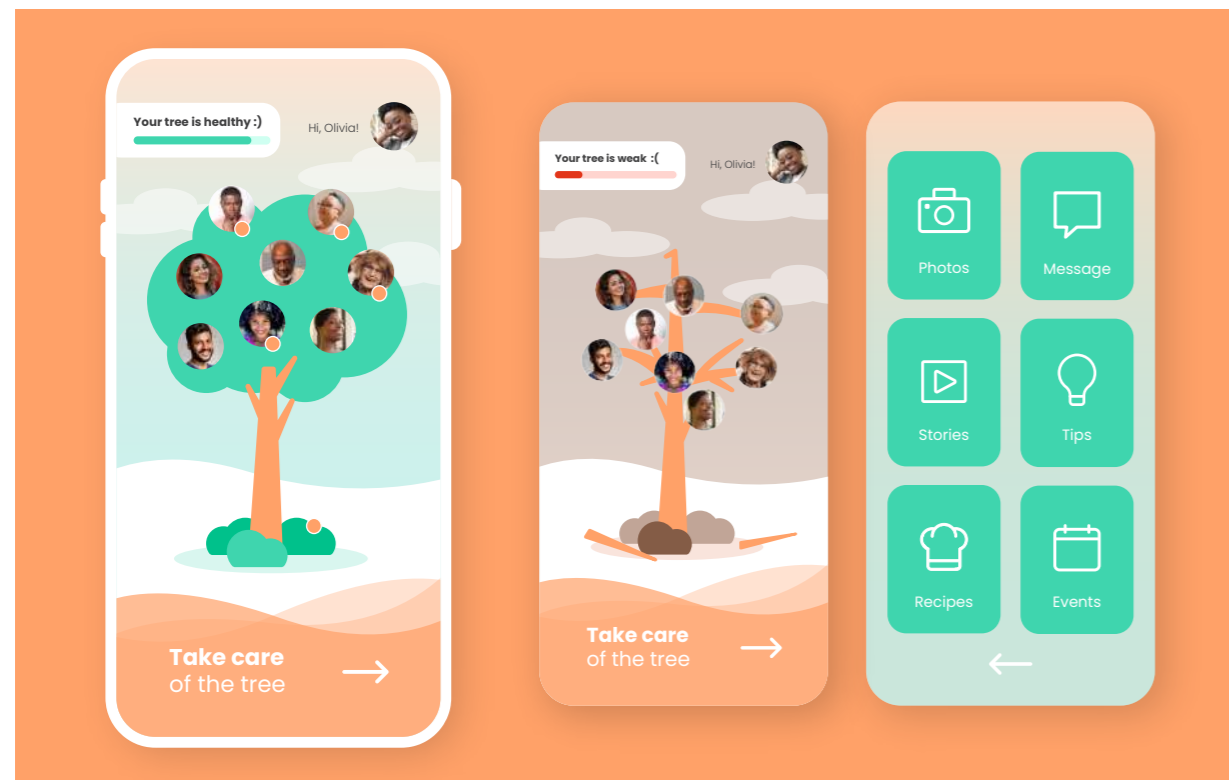 Your tree is healthy :)
Hi, Olivia!
Take care
of the tree
Your tree is weak :(
Hi, Olivia!
Take care
of the tree
Photos
Message
Stories
Tips
Recipes
Events